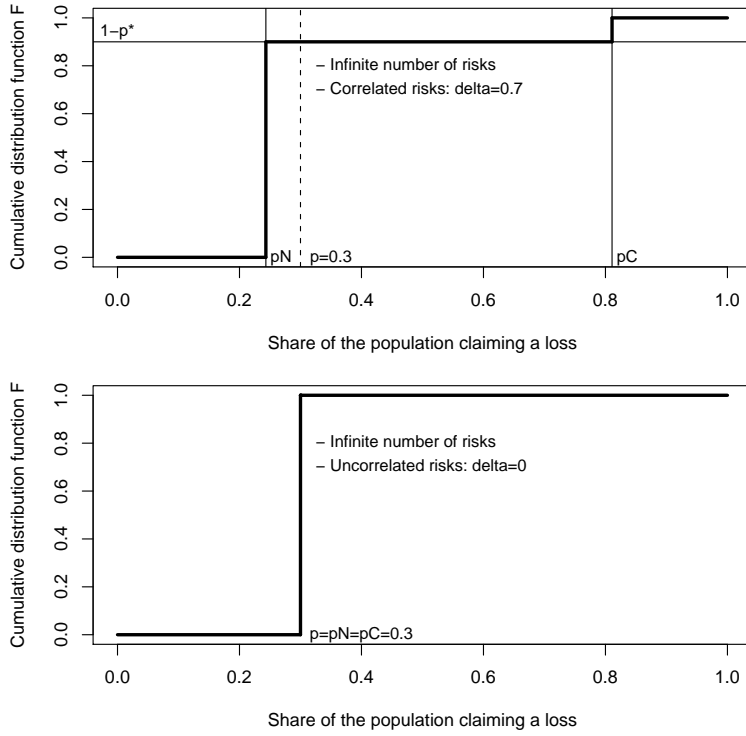 Cumulative distribution function F
1.0
0.8
0.6
0.4
0.2
0.0
1−p*
− Infinite number of risks
− Correlated risks: delta=0.7
pN
p=0.3
pC
0.0 0.2 0.4 0.6 0.8 1.0
Share of the population claiming a loss
Cumulative distribution function F
1.0
0.8
0.6
0.4
0.2
0.0
− Infinite number of risks
− Uncorrelated risks: delta=0
p=pN=pC=0.3
0.0 0.2 0.4 0.6 0.8 1.0
Share of the population claiming a loss